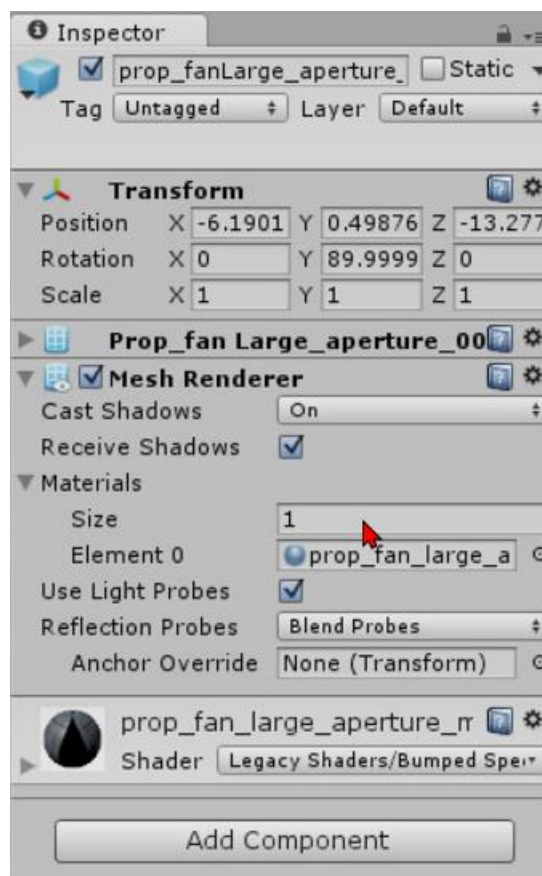 Inspector
prop_fanLarge_aperture_ Static
Tag Untagged Layer Default
Transform
Position X -6.1901 Y 0.49876 Z -13.277
Rotation X 0 Y 89.9999 Z 0
Scale X 1 Y 1 Z 1
Prop_fan Large_aperture_00
Mesh Renderer
Cast Shadows On
Receive Shadows
Materials
Size 1
Element 0 prop_fan_large_a
Use Light Probes
Reflection Probes Blend Probes
Anchor Override None (Transform)
prop_fan_large_aperture_m
Shader Legacy Shaders/Bumped Spe
Add Component